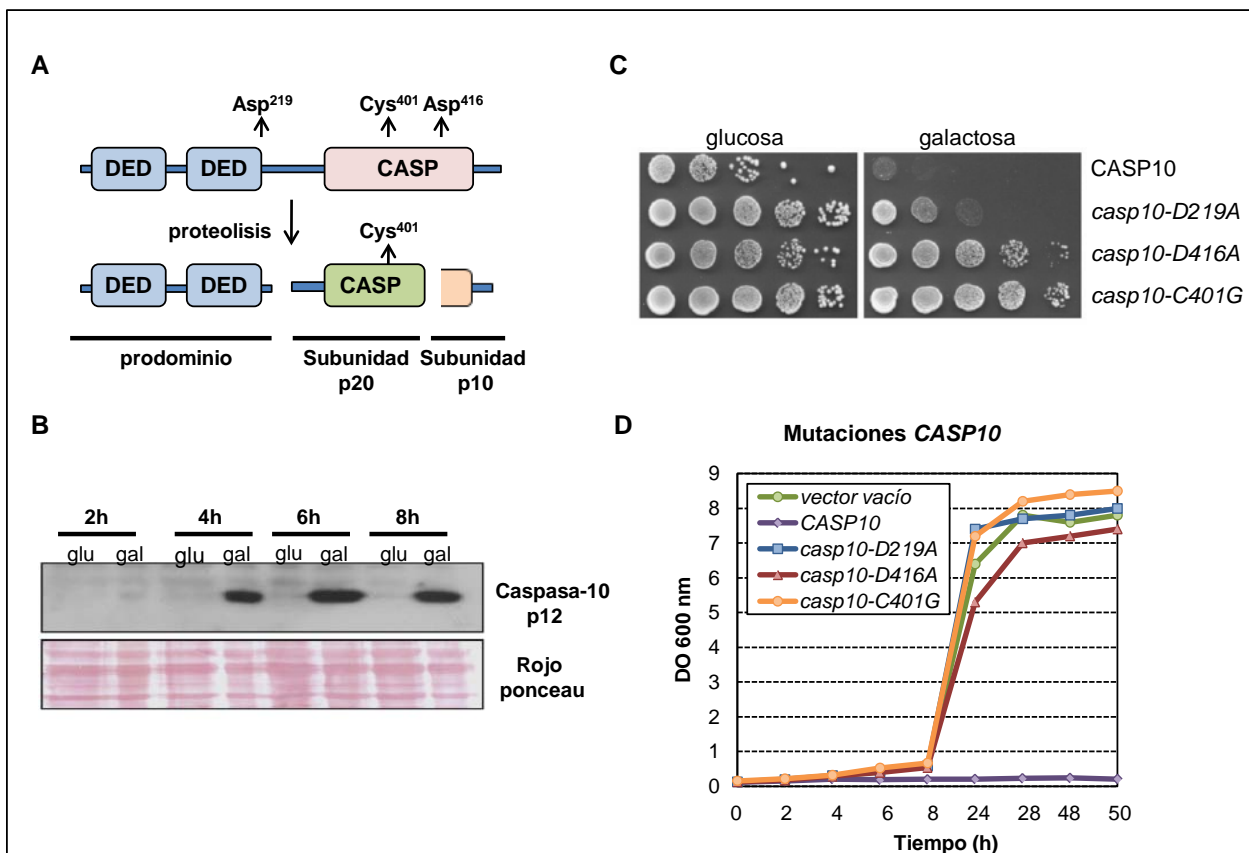 A
Asp219
Cys401
Asp416
DED
DED
CASP
proteolisis
Cys401
DED
DED
CASP
prodominio
Subunidad
p20
Subunidad
p10
B
2h
4h
6h
8h
glu
gal
glu
gal
glu
gal
glu
gal
Caspasa-10
p12
Rojo
ponceau
C
glucosa
galactosa
CASP10
casp10-D219A
casp10-D416A
casp10-C401G
D
Mutaciones CASP10
9
8
7
6
5
4
3
2
1
0
DO 600 nm
vector vacío
CASP10
casp10-D219A
casp10-D416A
casp10-C401G
0 2 4 6 8 24 28 48 50
Tiempo (h)